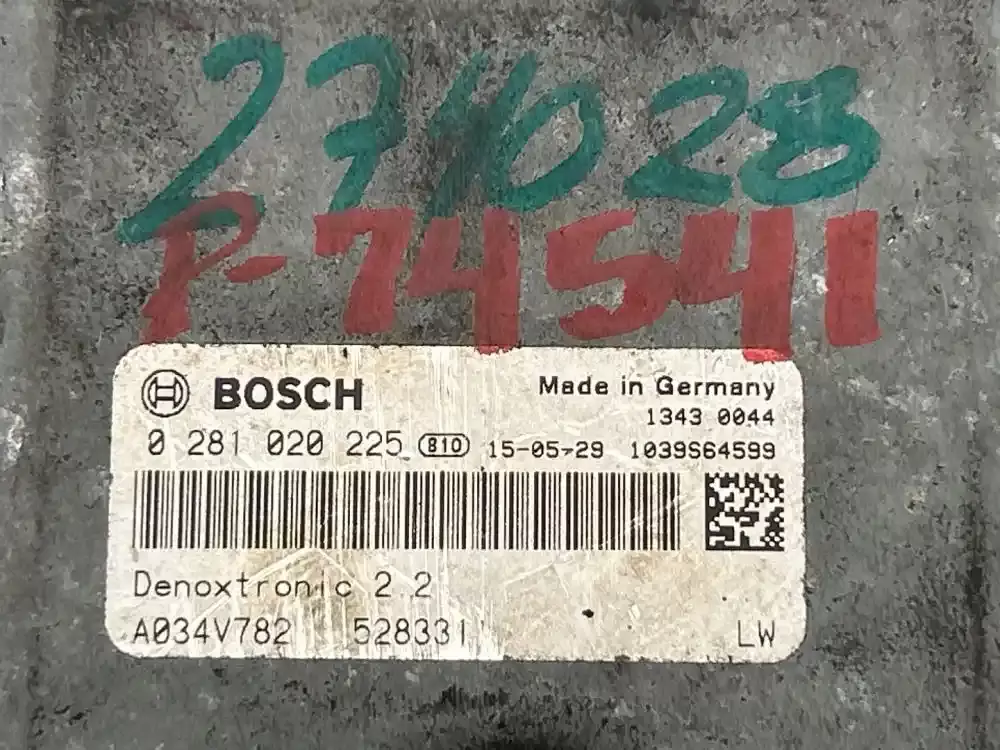 274028
P-74541
BOSCH Made in Germany
1343 0044
0 281 020 225 810 15-05-29 1039S64599
Denoxtronic 2.2
A034V782 528331 LW